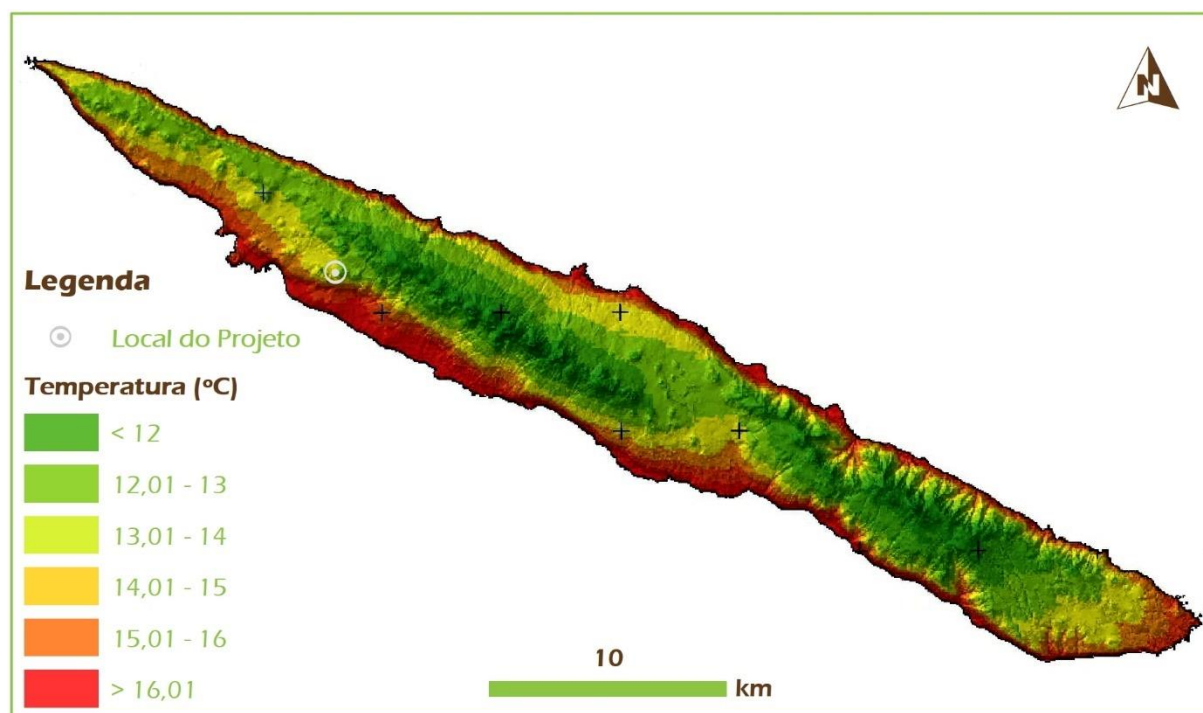 N
Legenda
Local do Projeto
Temperatura (ºC)
< 12
12,01 - 13
13,01 - 14
14,01 - 15
15,01 - 16
> 16,01
10
km